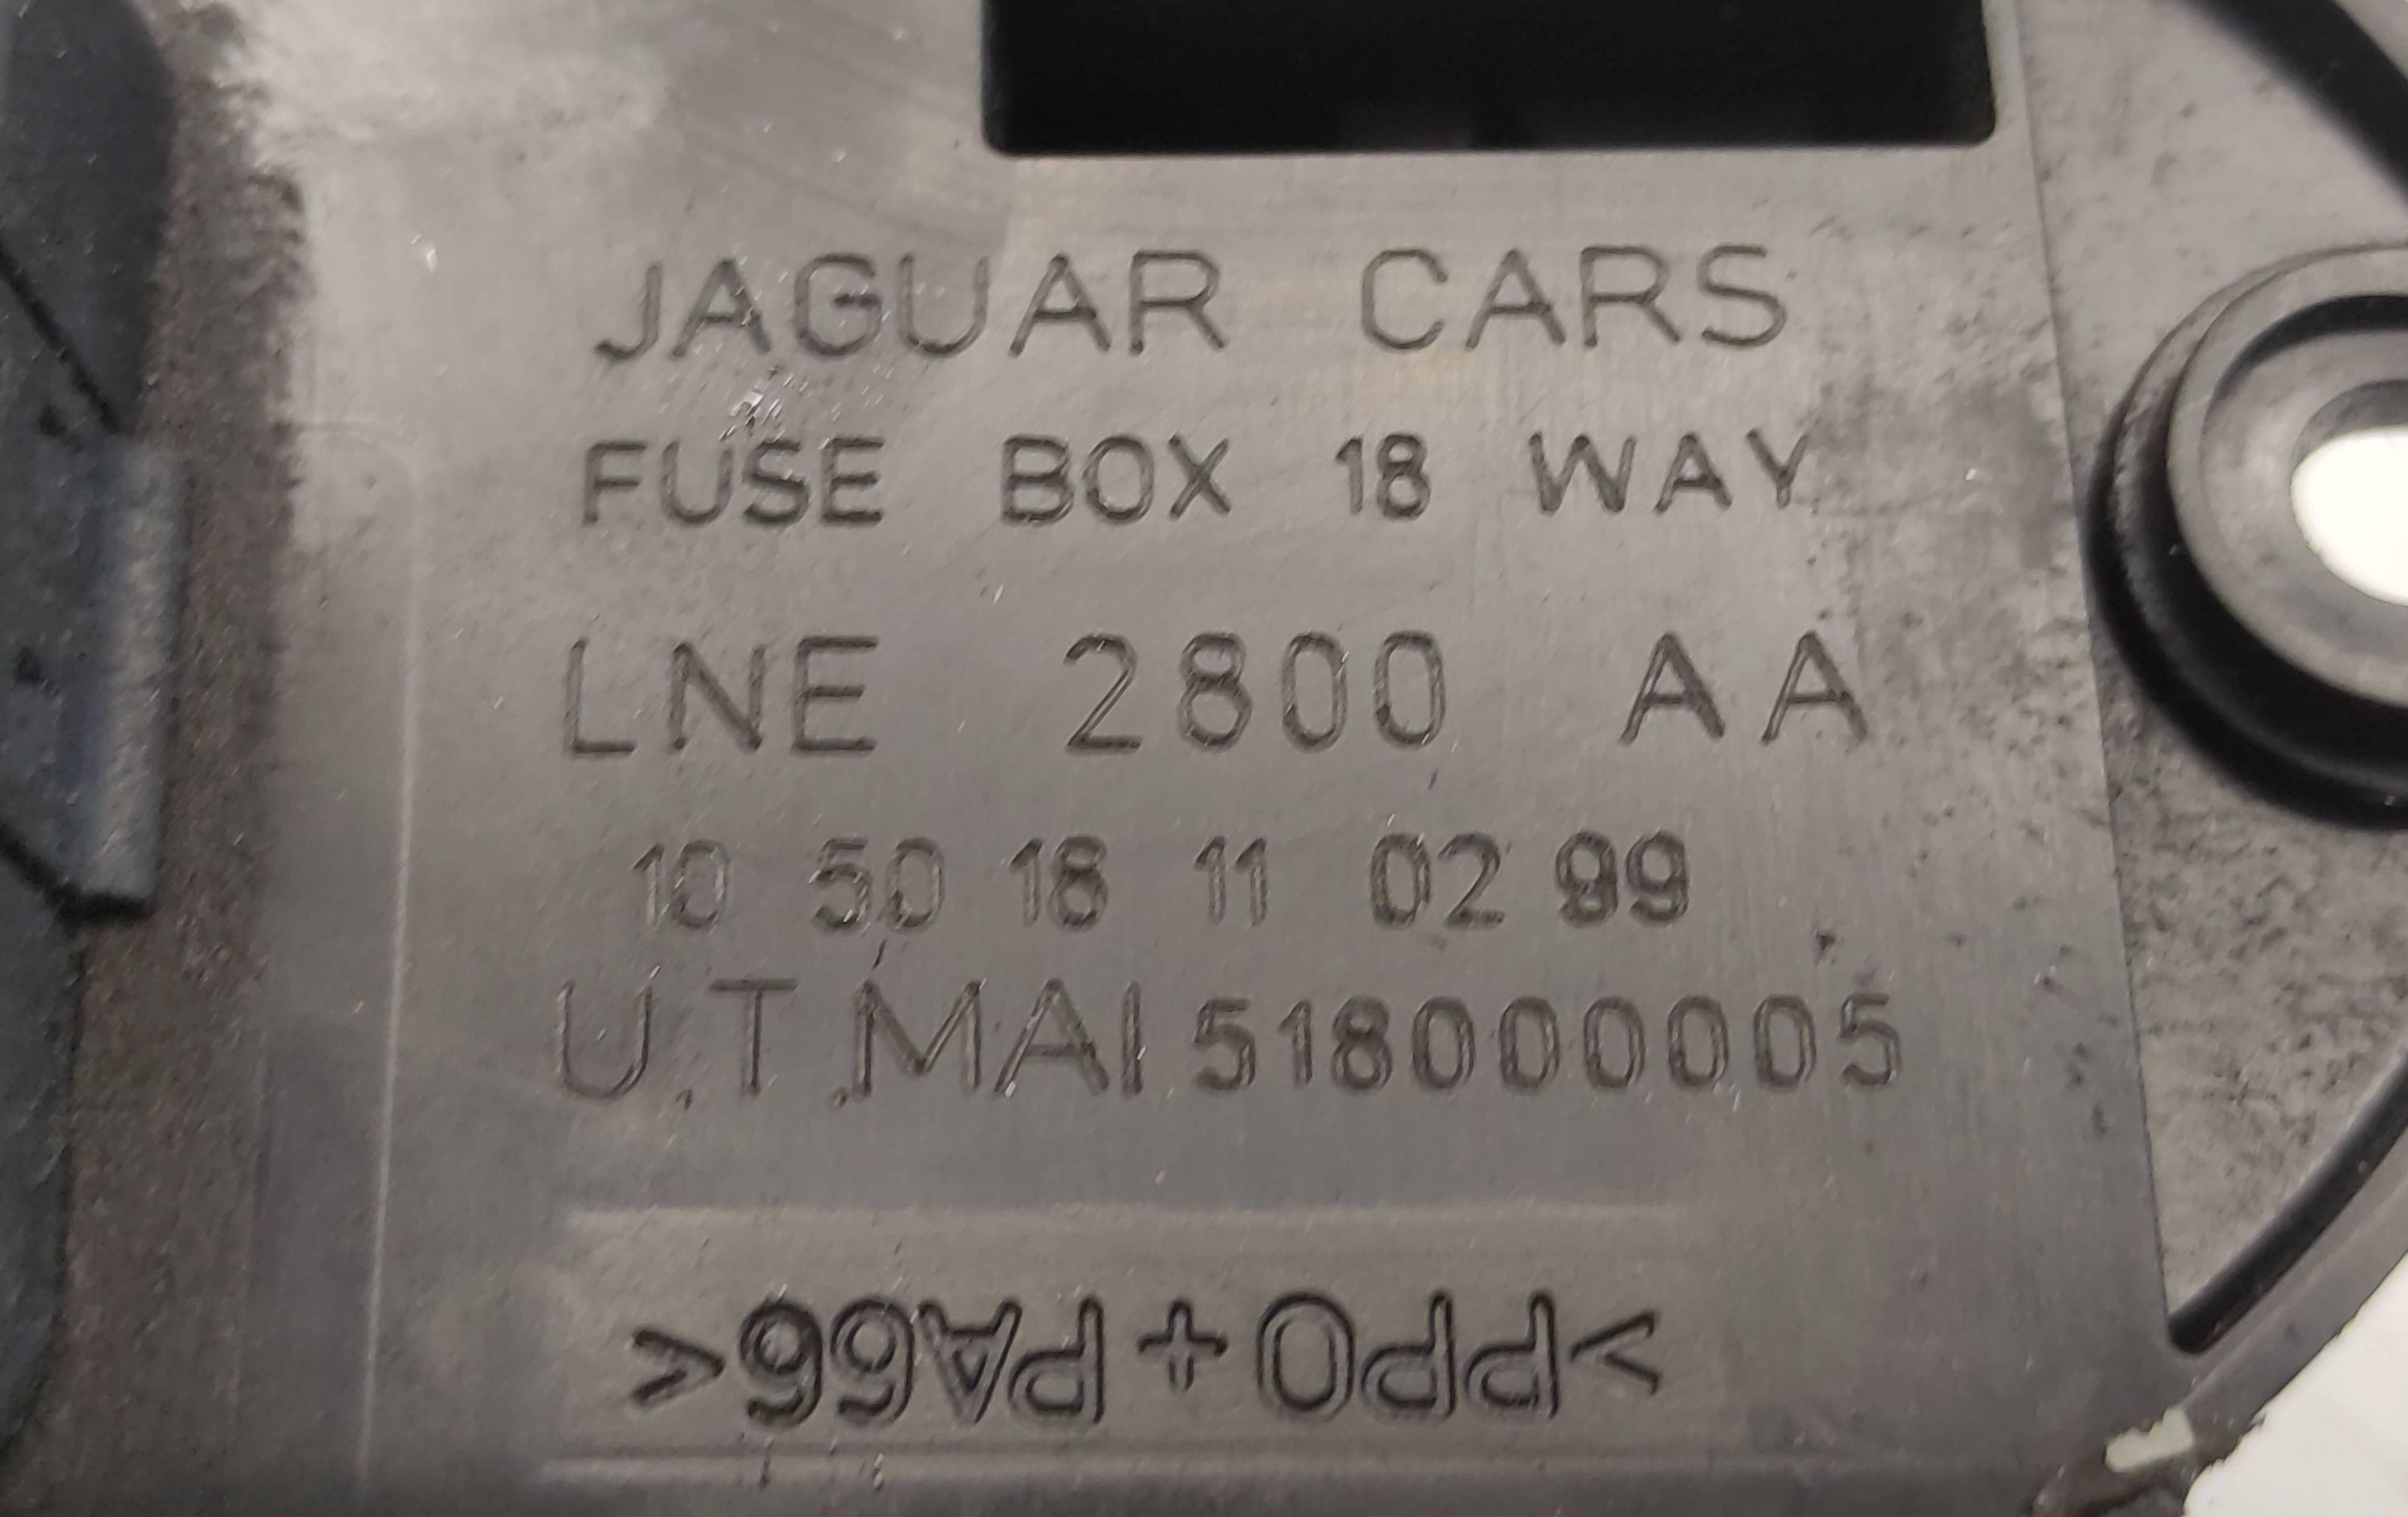 JAGUAR CARS
FUSE BOX 18 WAY
LNE 2800 AA
10 50 18 11 02 99
U.T.MAI 518000005
>PPO + PA66<